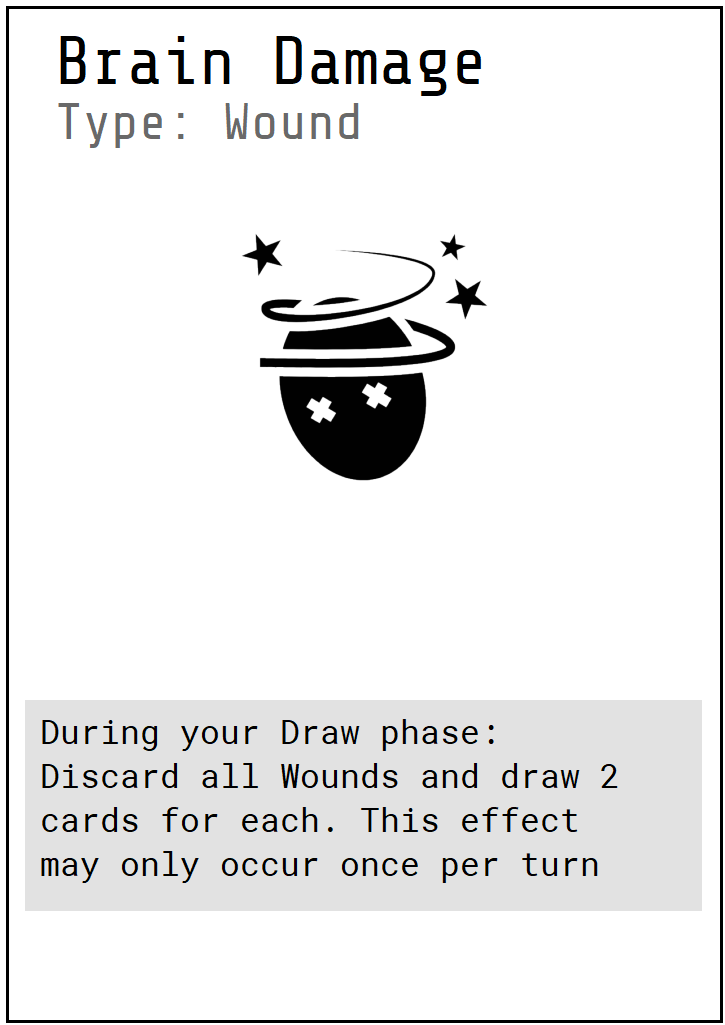 Brain Damage
Type: Wound
During your Draw phase:
Discard all Wounds and draw 2
cards for each. This effect
may only occur once per turn